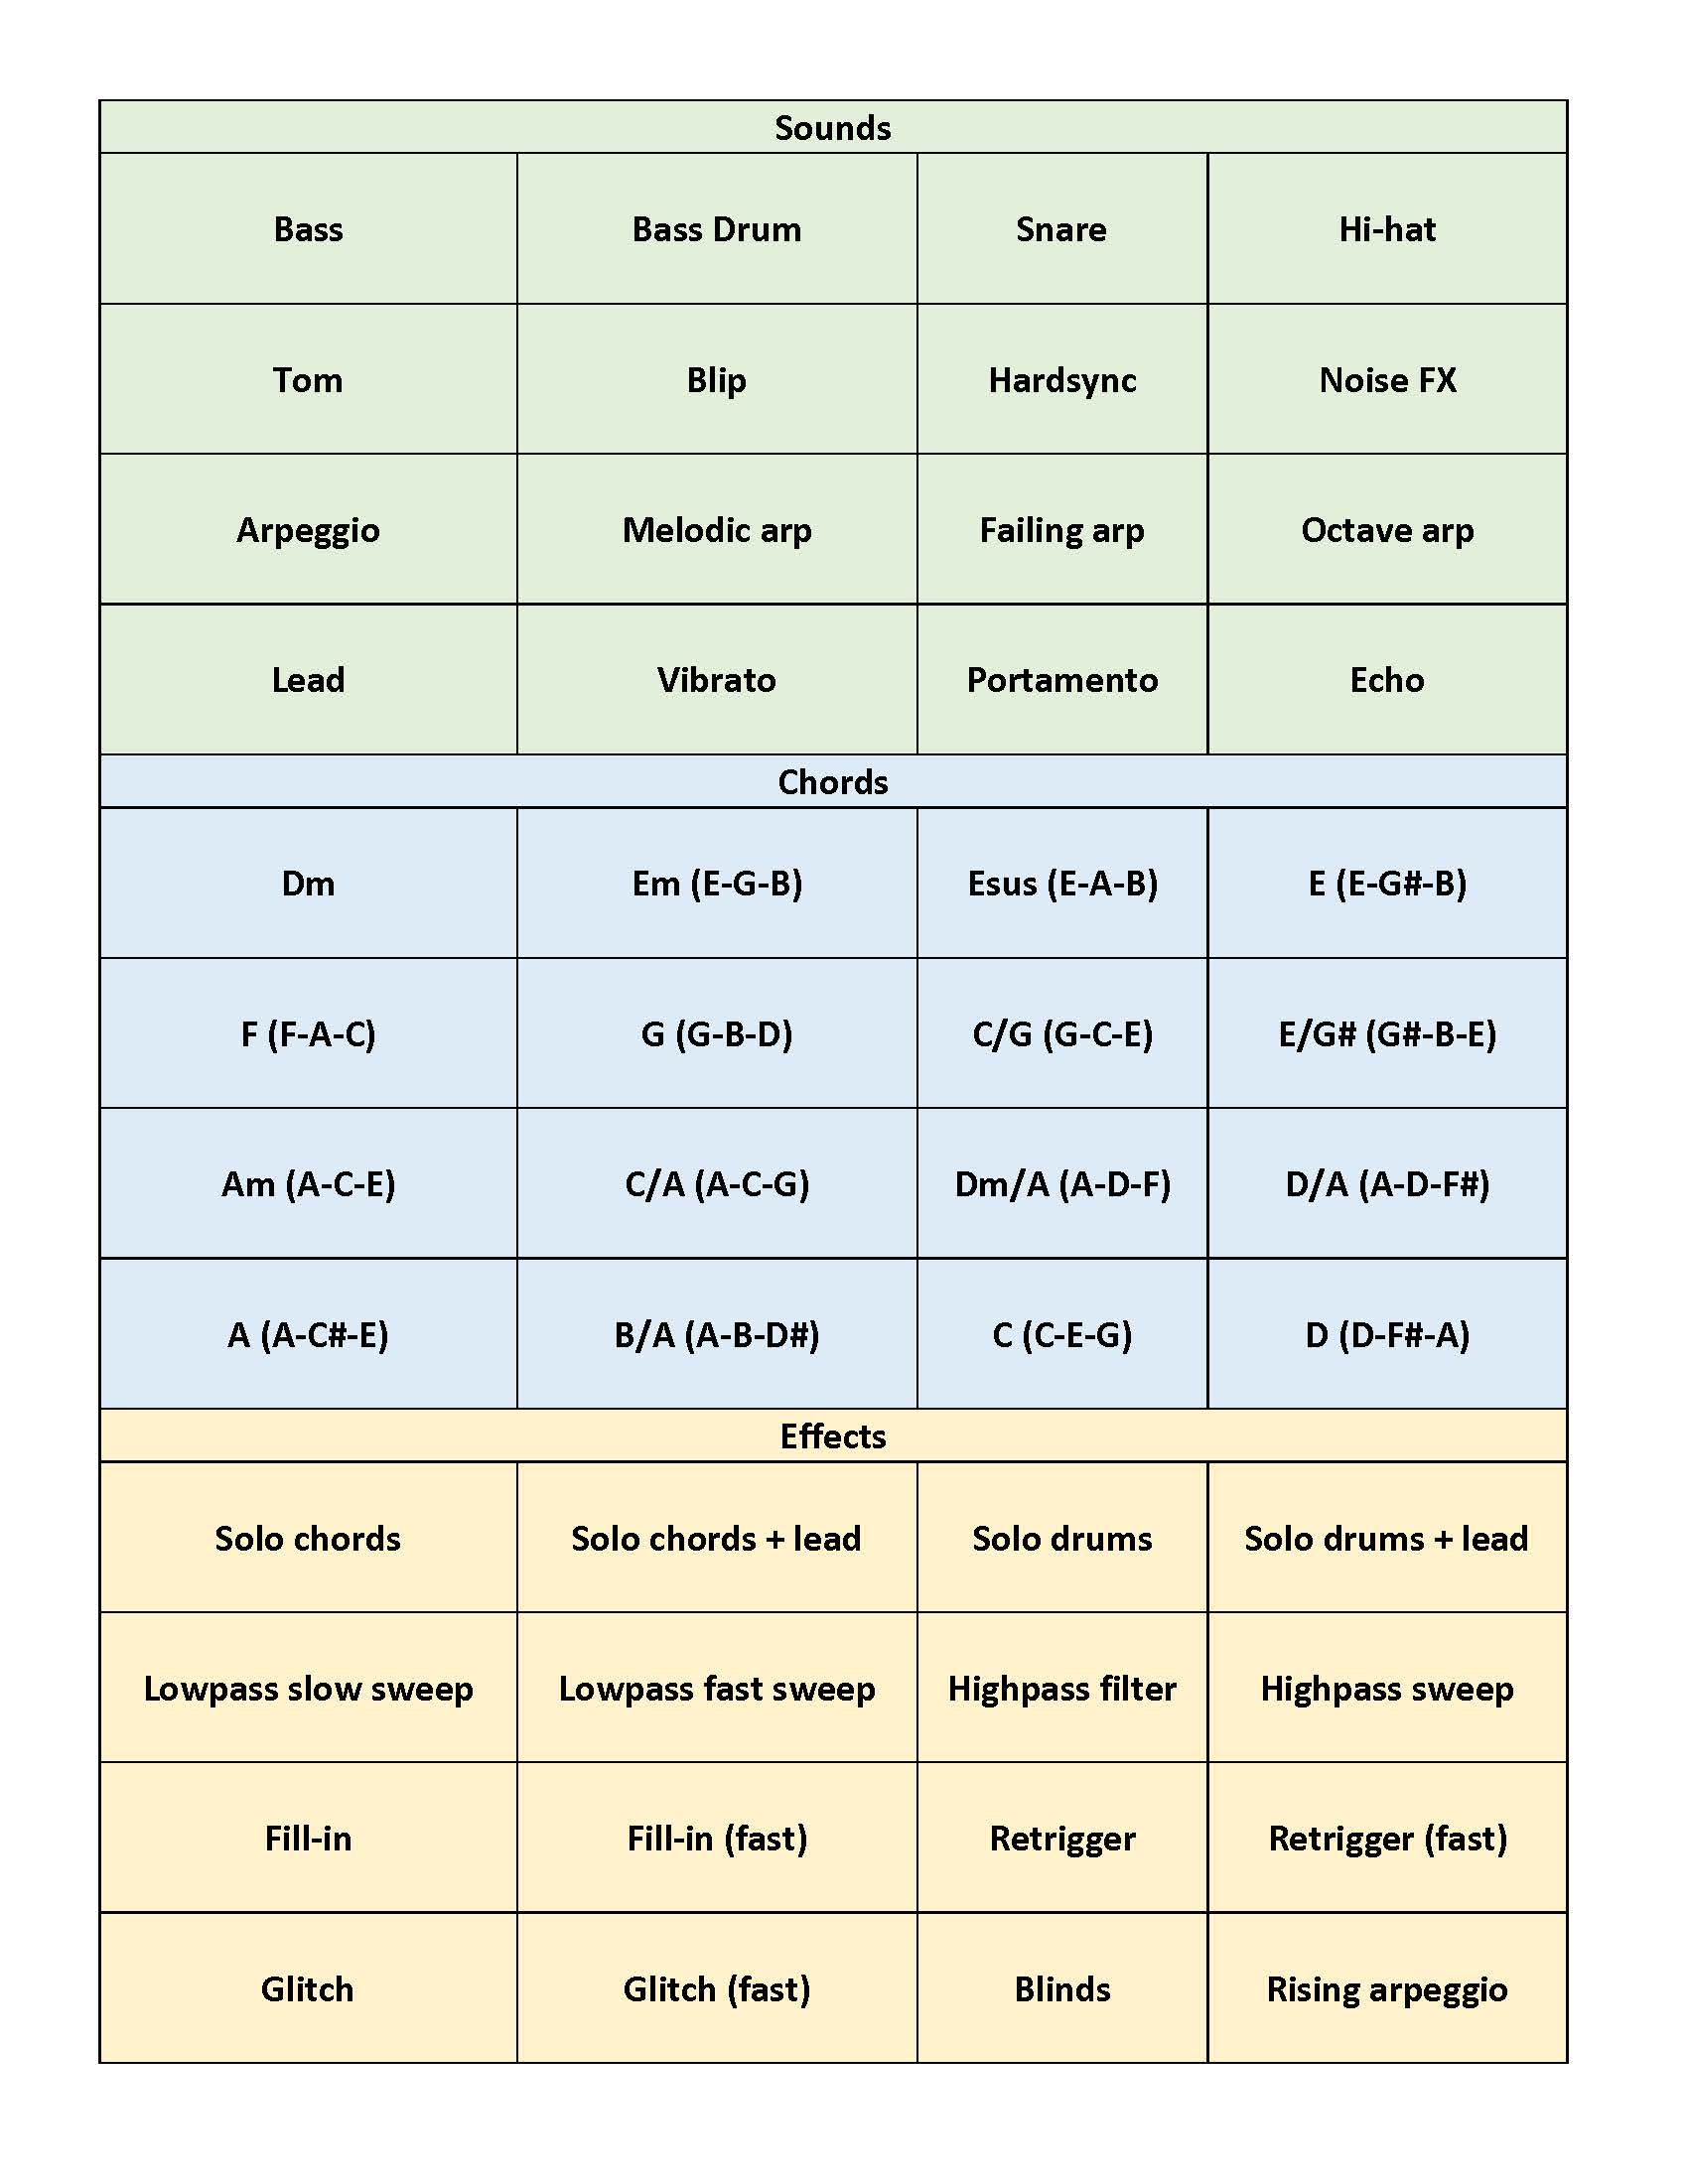 Sounds
Bass Bass Drum Snare Hi-hat
Tom Blip Hardsync Noise FX
Arpeggio Melodic arp Failing arp Octave arp
Lead Vibrato Portamento Echo
Chords
Dm Em (E-G-B) Esus (E-A-B) E (E-G#-B)
F (F-A-C) G (G-B-D) C/G (G-C-E) E/G# (G#-B-E)
Am (A-C-E) C/A (A-C-G) Dm/A (A-D-F) D/A (A-D-F#)
A (A-C#-E) B/A (A-B-D#) C (C-E-G) D (D-F#-A)
Effects
Solo chords Solo chords + lead Solo drums Solo drums + lead
Lowpass slow sweep Lowpass fast sweep Highpass filter Highpass sweep
Fill-in Fill-in (fast) Retrigger Retrigger (fast)
Glitch Glitch (fast) Blinds Rising arpeggio